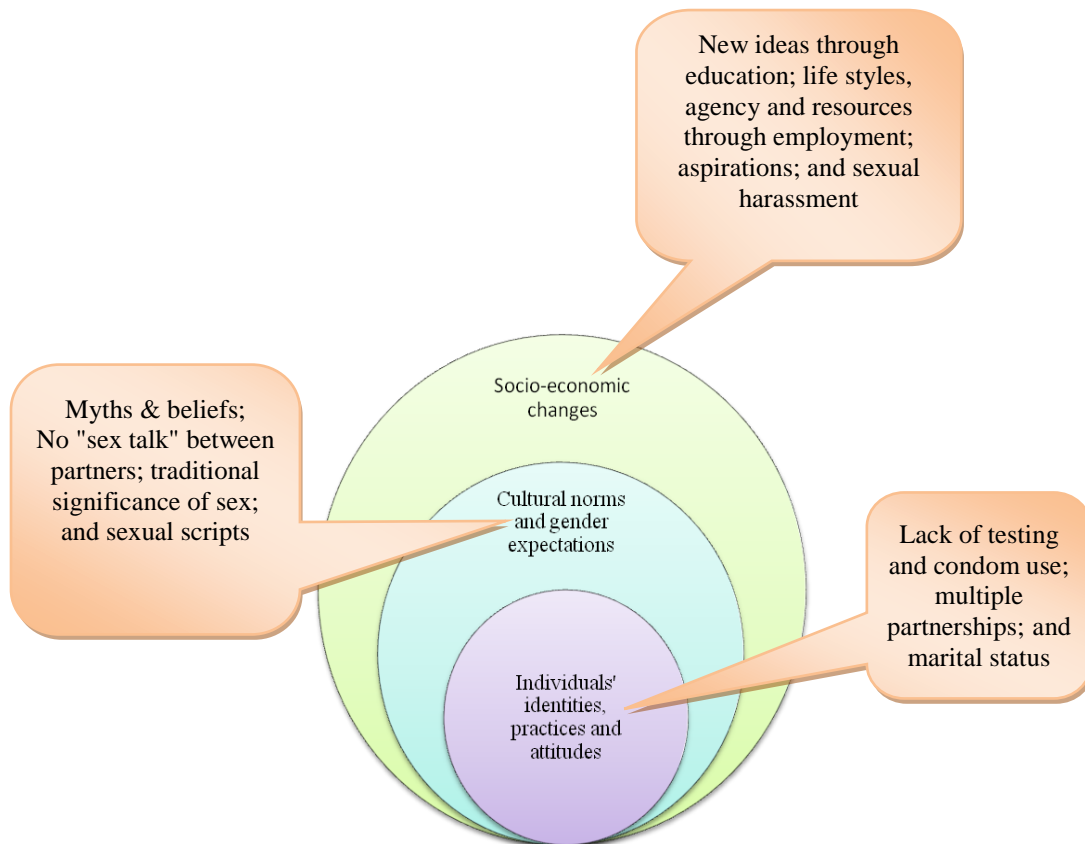 New ideas through
education; life styles,
agency and resources
through employment;
aspirations; and sexual
harassment
Socio-economic
changes
Myths & beliefs;
No "sex talk" between
partners; traditional
significance of sex;
and sexual scripts
Cultural norms
and gender
expectations
Lack of testing
and condom use;
multiple
partnerships; and
marital status
Individuals'
identities,
practices and
attitudes